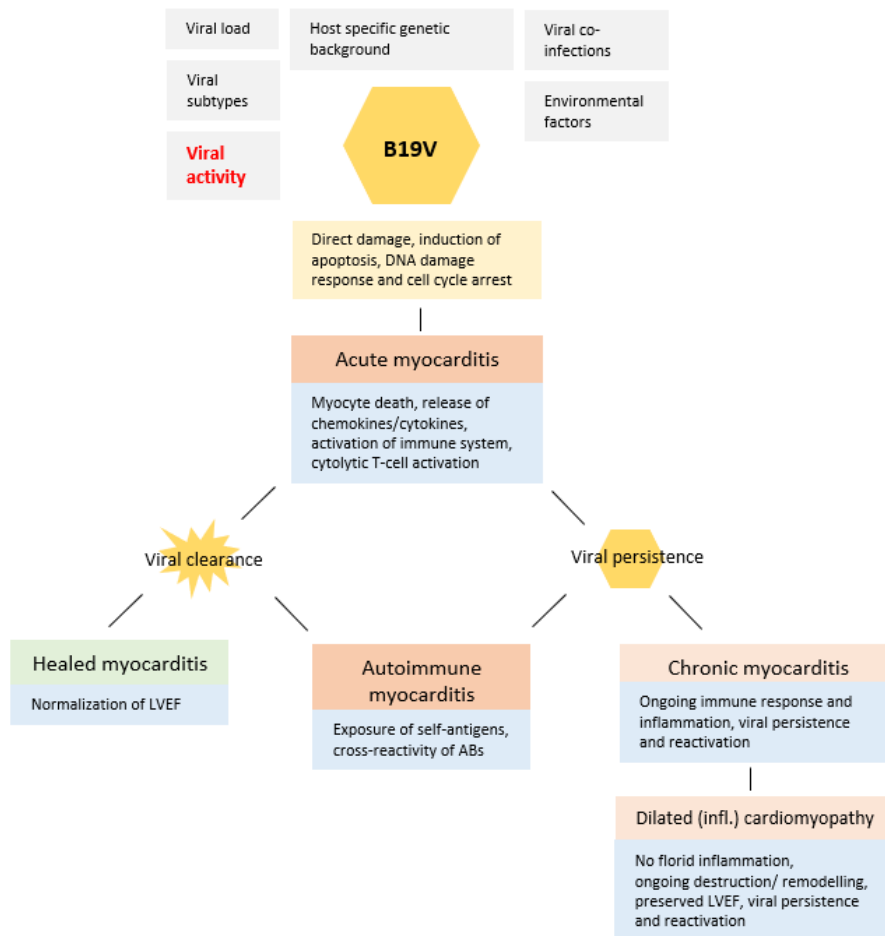 Viral load
Host specific genetic
background
Viral co-
infections
Viral
subtypes
Environmental
factors
Viral
activity
B19V
Direct damage, induction of
apoptosis, DNA damage
response and cell cycle arrest
Acute myocarditis
Myocyte death, release of
chemokines/cytokines,
activation of immune system,
cytolytic T-cell activation
Viral clearance
Viral persistence
Healed myocarditis
Normalization of LVEF
Autoimmune
myocarditis
Exposure of self-antigens,
cross-reactivity of ABs
Chronic myocarditis
Ongoing immune response and
inflammation, viral persistence
and reactivation
Dilated (infl.) cardiomyopathy
No florid inflammation,
ongoing destruction/ remodelling,
preserved LVEF, viral persistence
and reactivation